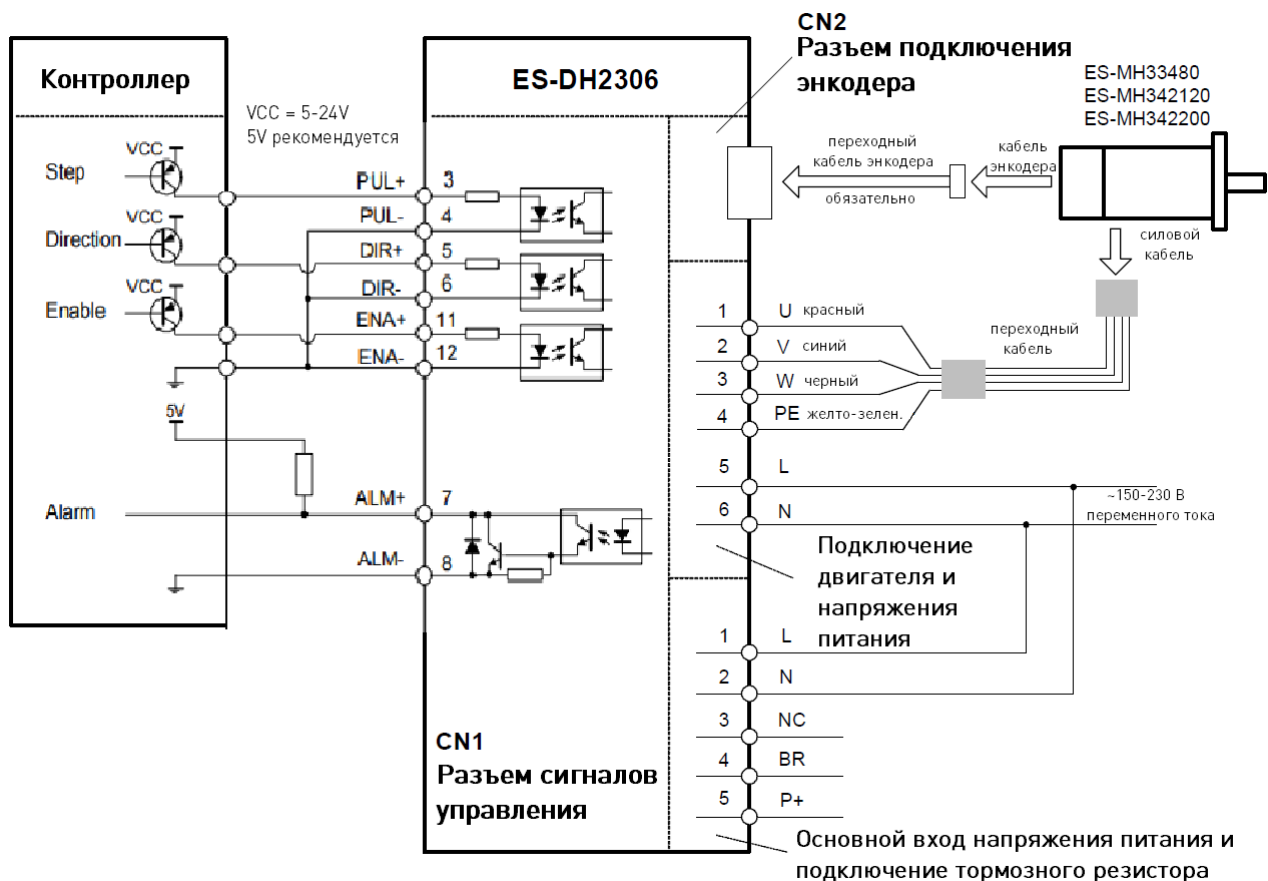 Контроллер
VCC = 5-24V
5V рекомендуется
VCC
Step
VCC
Direction
VCC
Enable
5V
Alarm
ES-DH2306
PUL+ 3
PUL- 4
DIR+ 5
DIR- 6
ENA+ 11
ENA- 12
ALM+ 7
ALM- 8
CN1
Разъем сигналов
управления
CN2
Разъем подключения
энкодера
ES-MH33480
ES-MH342120
ES-MH342200
переходный
кабель энкодера
обязательно
кабель
энкодера
силовой
кабель
переходный
кабель
1 U красный
2 V синий
3 W черный
4 PE желто-зелен.
5 L
6 N
~150-230 В
переменного тока
Подключение
двигателя и
напряжения
питания
1 L
2 N
3 NC
4 BR
5 P+
Основной вход напряжения питания и
подключение тормозного резистора